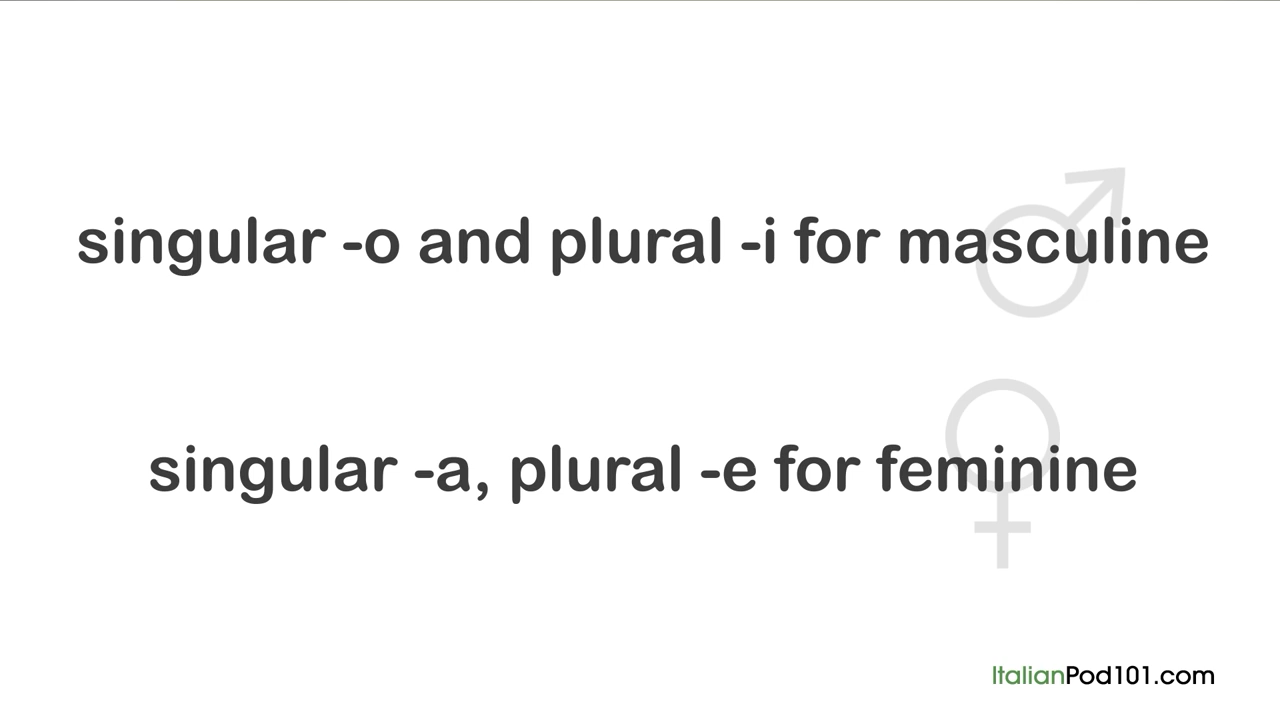 singular -o and plural -i for masculine
singular -a, plural -e for feminine
ItalianPod101.com